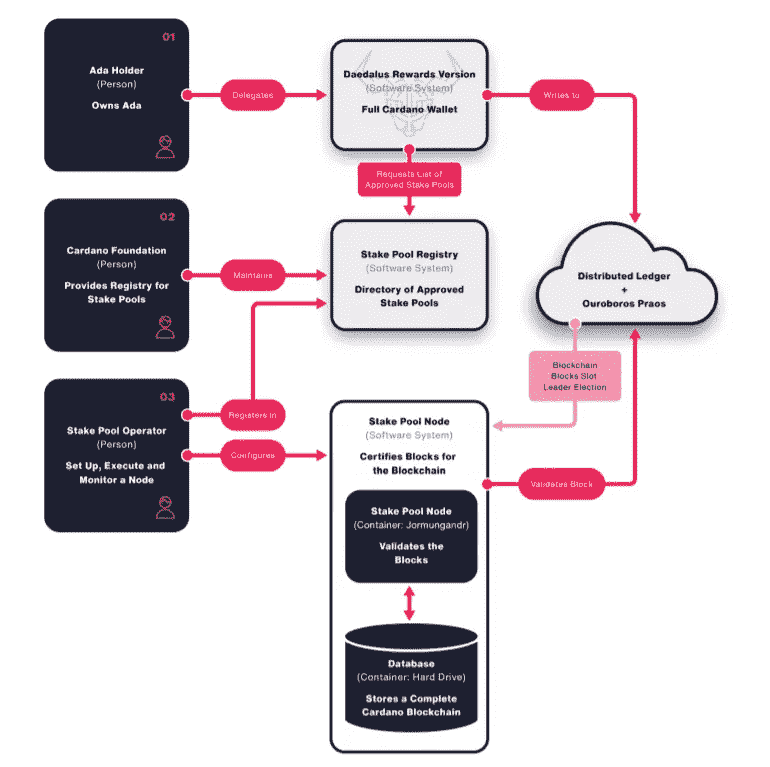 01
Ada Holder
(Person)
Owns Ada
Delegates
Daedalus Rewards Version
(Software System)
Full Cardano Wallet
Writes to
Requests List of
Approved Stake Pools
02
Cardano Foundation
(Person)
Provides Registry for
Stake Pools
Maintains
Stake Pool Registry
(Software System)
Directory of Approved
Stake Pools
Distributed Ledger
+
Ouroboros Praos
03
Stake Pool Operator
(Person)
Set Up, Execute and
Monitor a Node
Registers in
Configures
Blockchain
Blocks Slot
Leader Election
Stake Pool Node
(Software System)
Certifies Blocks for
the Blockchain
Validates Block
Stake Pool Node
(Container: Jormungandr)
Validates the
Blocks
Database
(Container: Hard Drive)
Stores a Complete
Cardano Blockchain